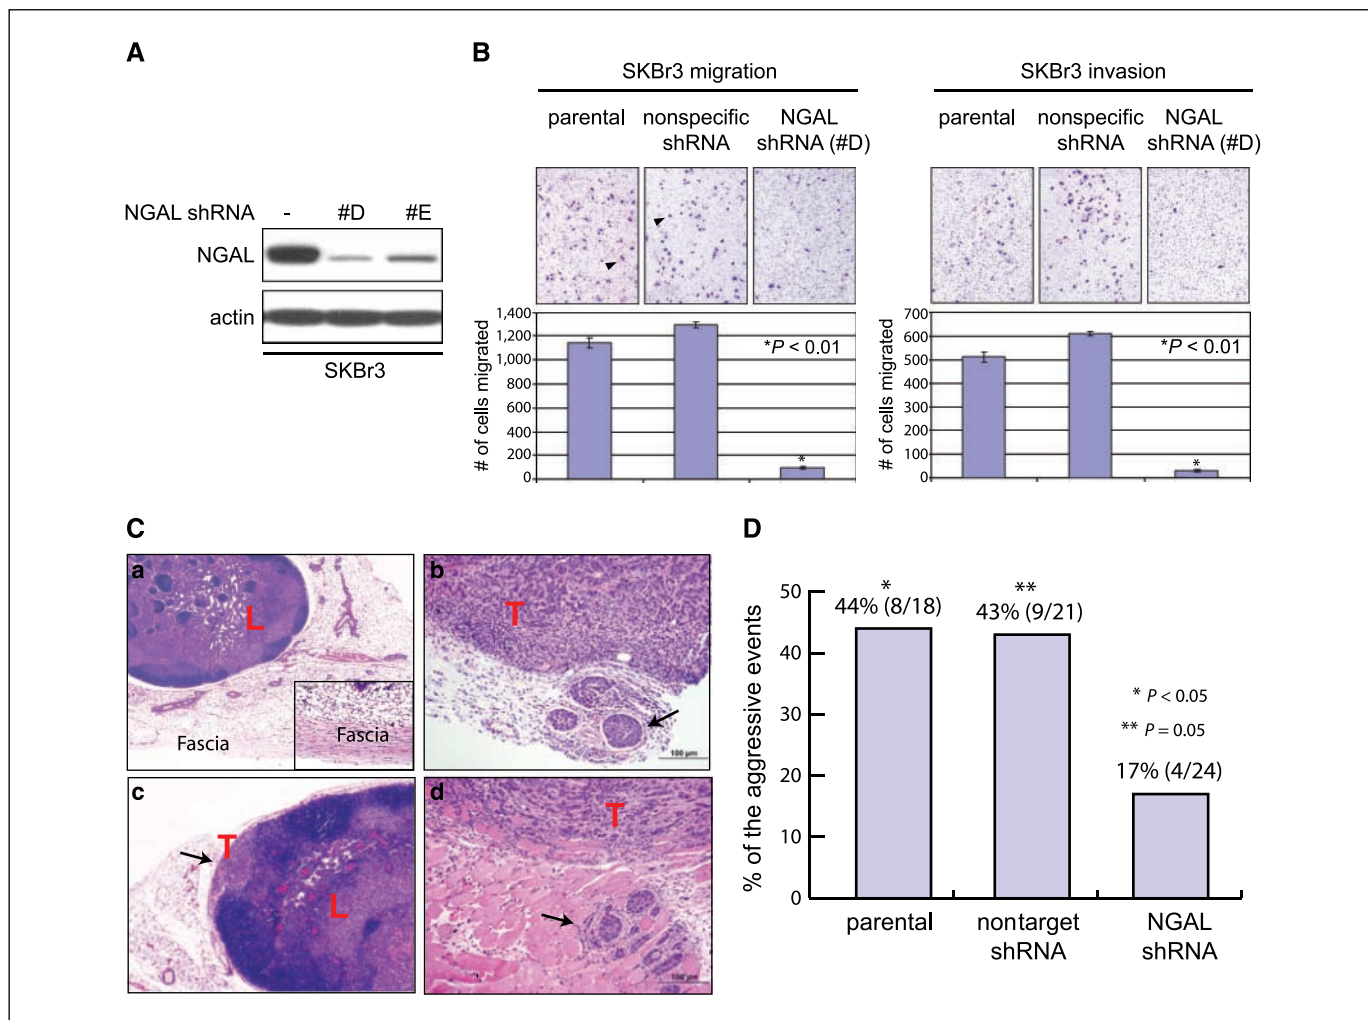 A
NGAL shRNA - #D #E
NGAL
actin
SKBr3
B
SKBr3 migration
parental nonspecific shRNA NGAL shRNA (#D)
# of cells migrated
1,400
1,200
1,000
800
600
400
200
0
*P < 0.01
*
SKBr3 invasion
parental nonspecific shRNA NGAL shRNA (#D)
# of cells migrated
700
600
500
400
300
200
100
0
*P < 0.01
*
C
a
L
Fascia
Fascia
b
T
100 µm
c
T
L
d
T
100 µm
D
% of the aggressive events
50
40
30
20
10
0
*
44% (8/18)
**
43% (9/21)
* P < 0.05
** P = 0.05
17% (4/24)
parental nontarget shRNA NGAL shRNA